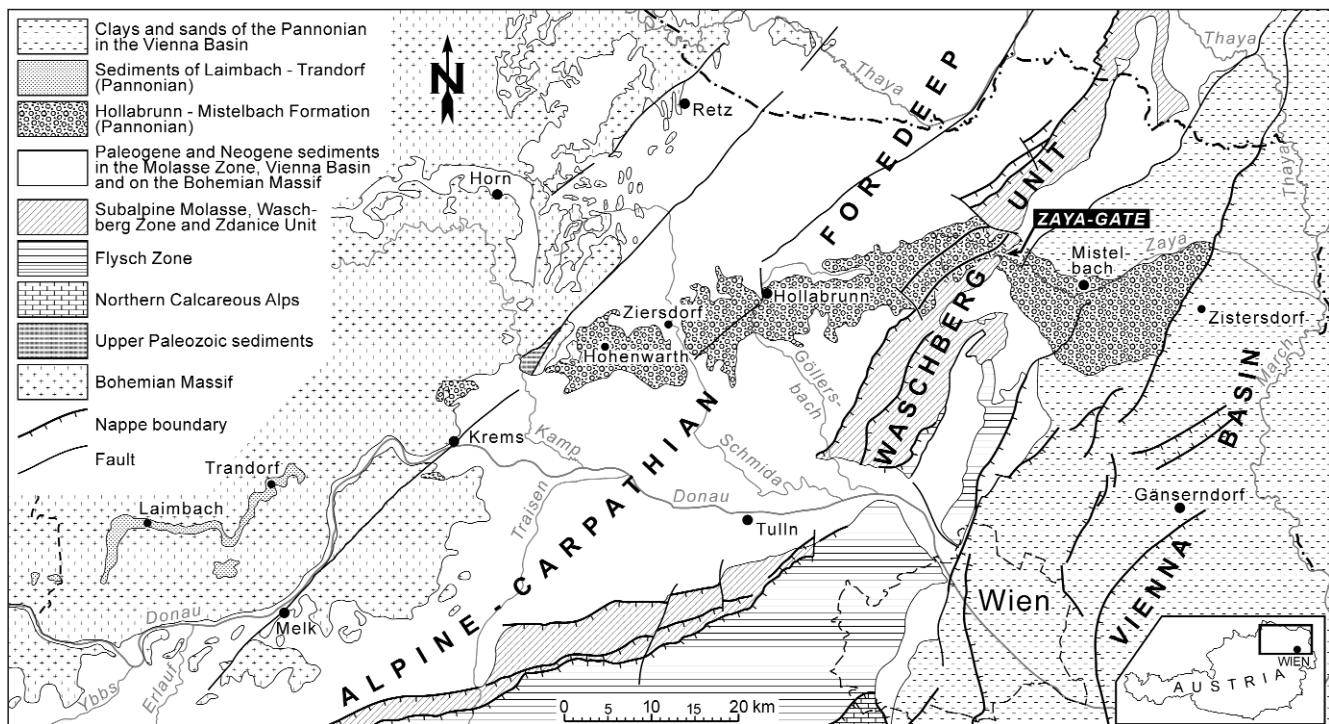 Clays and sands of the Pannonian
in the Vienna Basin
Sediments of Laimbach - Trandorf
(Pannonian)
Hollabrunn - Mistelbach Formation
(Pannonian)
Paleogene and Neogene sediments
in the Molasse Zone, Vienna Basin
and on the Bohemian Massif
Subalpine Molasse, Wasch-
berg Zone and Zdanice Unit
Flysch Zone
Northern Calcareous Alps
Upper Paleozoic sediments
Bohemian Massif
Nappe boundary
Fault
N
Thaya
Thaya
Thaya
Retz
Horn
ALPINE - CARPATHIAN FOREDEEP
WASCHBERG UNIT
ZAYA-GATE
Zaya
Mistel-
bach
Hollabrunn
Ziersdorf
Hohenwarth
Zistersdorf
Göllers-
bach
March
VIENNA BASIN
Krems
Kamp
Schmida
Trandorf
Laimbach
Traisen
Donau
Tulln
Gänserndorf
Donau
Melk
Wien
Ybbs
Erlauf
0 5 10 20 km
WIEN
AUSTRIA